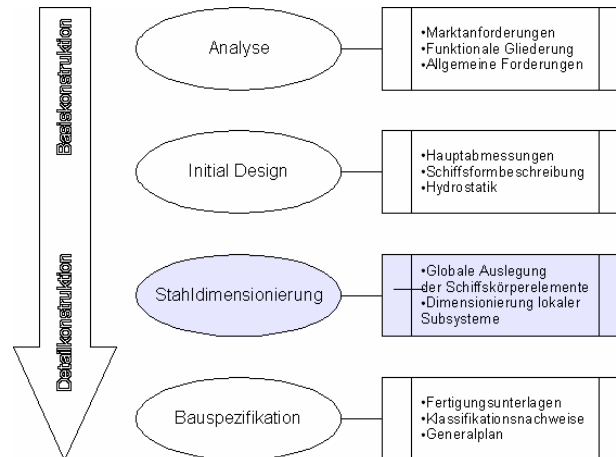 Basiskonstruktion
Detailkonstruktion
Analyse
•Marktanforderungen
•Funktionale Gliederung
•Allgemeine Forderungen
Initial Design
•Hauptabmessungen
•Schiffsformbeschreibung
•Hydrostatik
Stahldimensionierung
•Globale Auslegung
der Schiffskörperelemente
•Dimensionierung lokaler
Subsysteme
Bauspezifikation
•Fertigungsunterlagen
•Klassifikationsnachweise
•Generalplan